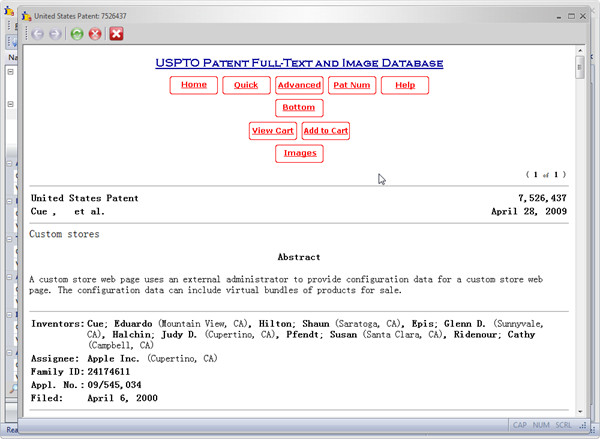 United States Patent: 7526437
USPTO Patent Full-Text and Image Database
Home Quick Advanced Pat Num Help
Bottom
View Cart Add to Cart
Images
( 1 of 1 )
United States Patent 7,526,437
Cue , et al. April 28, 2009
Custom stores
Abstract
A custom store web page uses an external administrator to provide configuration data for a custom store web
page. The configuration data can include virtual bundles of products for sale.
Inventors: Cue; Eduardo (Mountain View, CA), Hilton; Shaun (Saratoga, CA), Epis; Glenn D. (Sunnyvale,
CA), Halchin; Judy D. (Cupertino, CA), Pfendt; Susan (Santa Clara, CA), Ridenour; Cathy
(Campbell, CA)
Assignee: Apple Inc. (Cupertino, CA)
Family ID: 24174611
Appl. No.: 09/545,034
Filed: April 6, 2000
CAP NUM SCRL